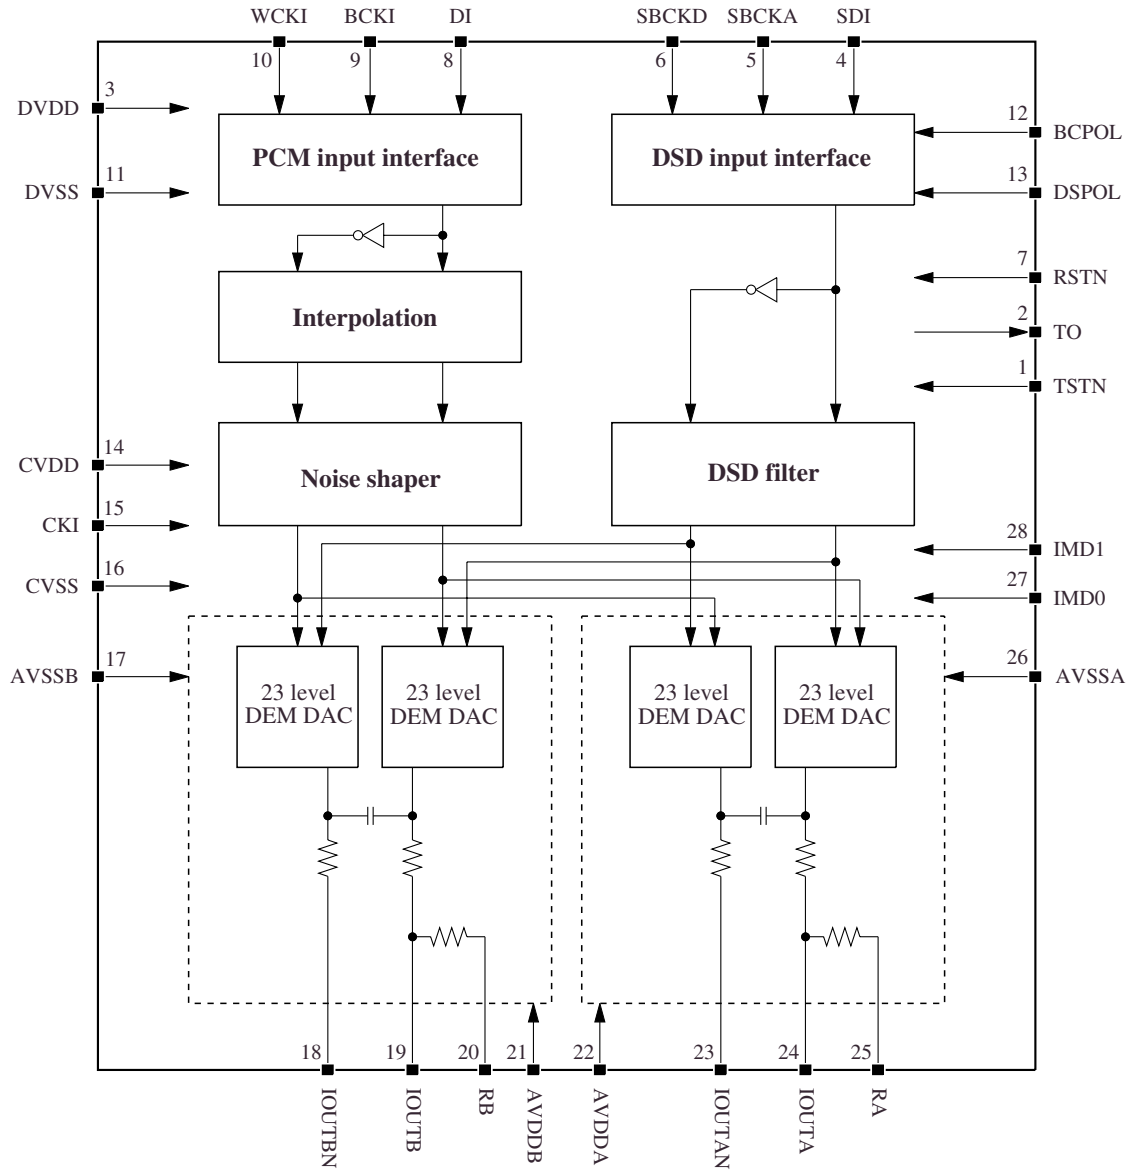 WCKI BCKI DI SBCKD SBCKA SDI
10 9 8 6 5 4
3
DVDD
12
BCPOL
PCM input interface
DSD input interface
11
DVSS
13
DSPOL
7
RSTN
Interpolation
2
TO
1
TSTN
14
CVDD
Noise shaper
DSD filter
15
CKI
28
IMD1
16
CVSS
27
IMD0
17
AVSSB
26
AVSSA
23 level
DEM DAC
23 level
DEM DAC
23 level
DEM DAC
23 level
DEM DAC
18 19 20 21 22 23 24 25
IOUTBN
IOUTB
RB
AVDDB
AVDDA
IOUTAN
IOUTA
RA